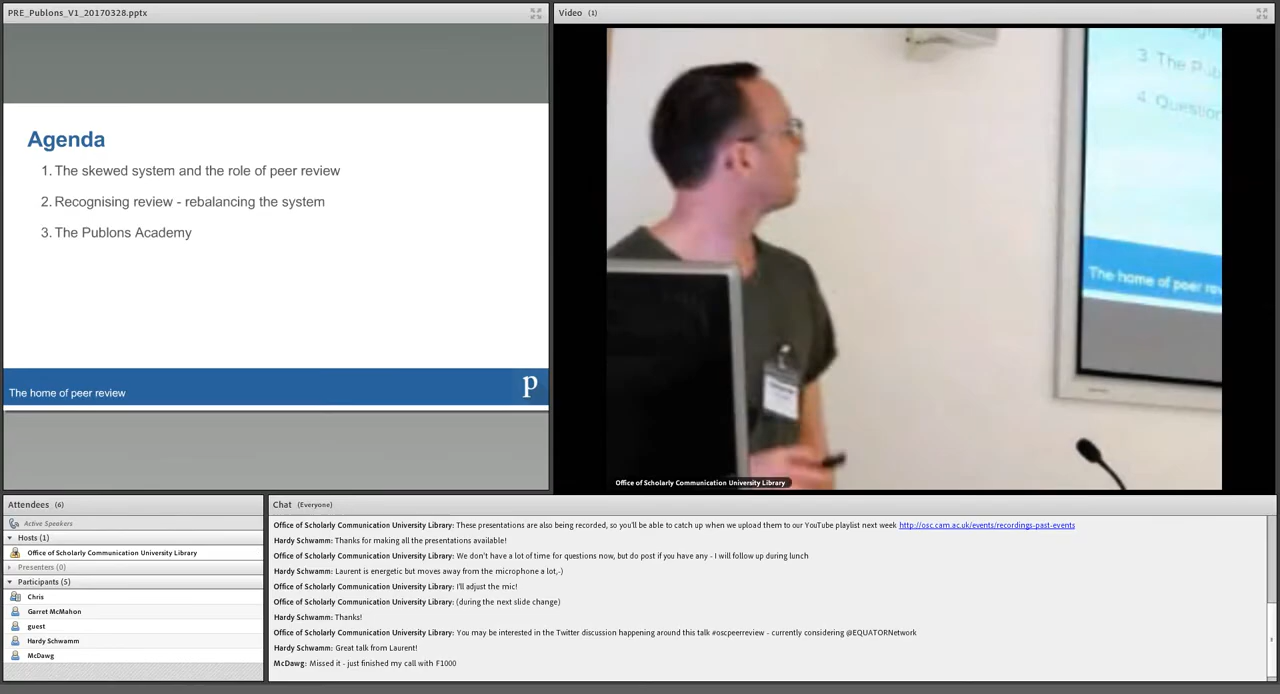 PRE_Publons_V1_20170328.pptx
Agenda
1. The skewed system and the role of peer review
2. Recognising review - rebalancing the system
3. The Publons Academy
The home of peer review
p
Video (1)
3 The Pub
4 Question
The home of peer rev
Office of Scholarly Communication University Library
Attendees (6)
Active Speakers
Hosts (1)
Office of Scholarly Communication University Library
Presenters (0)
Participants (5)
Chris
Garret McMahon
guest
Hardy Schwamm
McDawg
Chat (Everyone)
Office of Scholarly Communication University Library: These presentations are also being recorded, so you'll be able to catch up when we upload them to our YouTube playlist next week http://osc.cam.ac.uk/events/recordings-past-events
Hardy Schwamm: Thanks for making all the presentations available!
Office of Scholarly Communication University Library: We don't have a lot of time for questions now, but do post if you have any - I will follow up during lunch
Hardy Schwamm: Laurent is energetic but moves away from the microphone a lot,-)
Office of Scholarly Communication University Library: I'll adjust the mic!
Office of Scholarly Communication University Library: (during the next slide change)
Hardy Schwamm: Thanks!
Office of Scholarly Communication University Library: You may be interested in the Twitter discussion happening around this talk #oscpeerreview - currently considering @EQUATORNetwork
Hardy Schwamm: Great talk from Laurent!
McDawg: Missed it - just finished my call with F1000